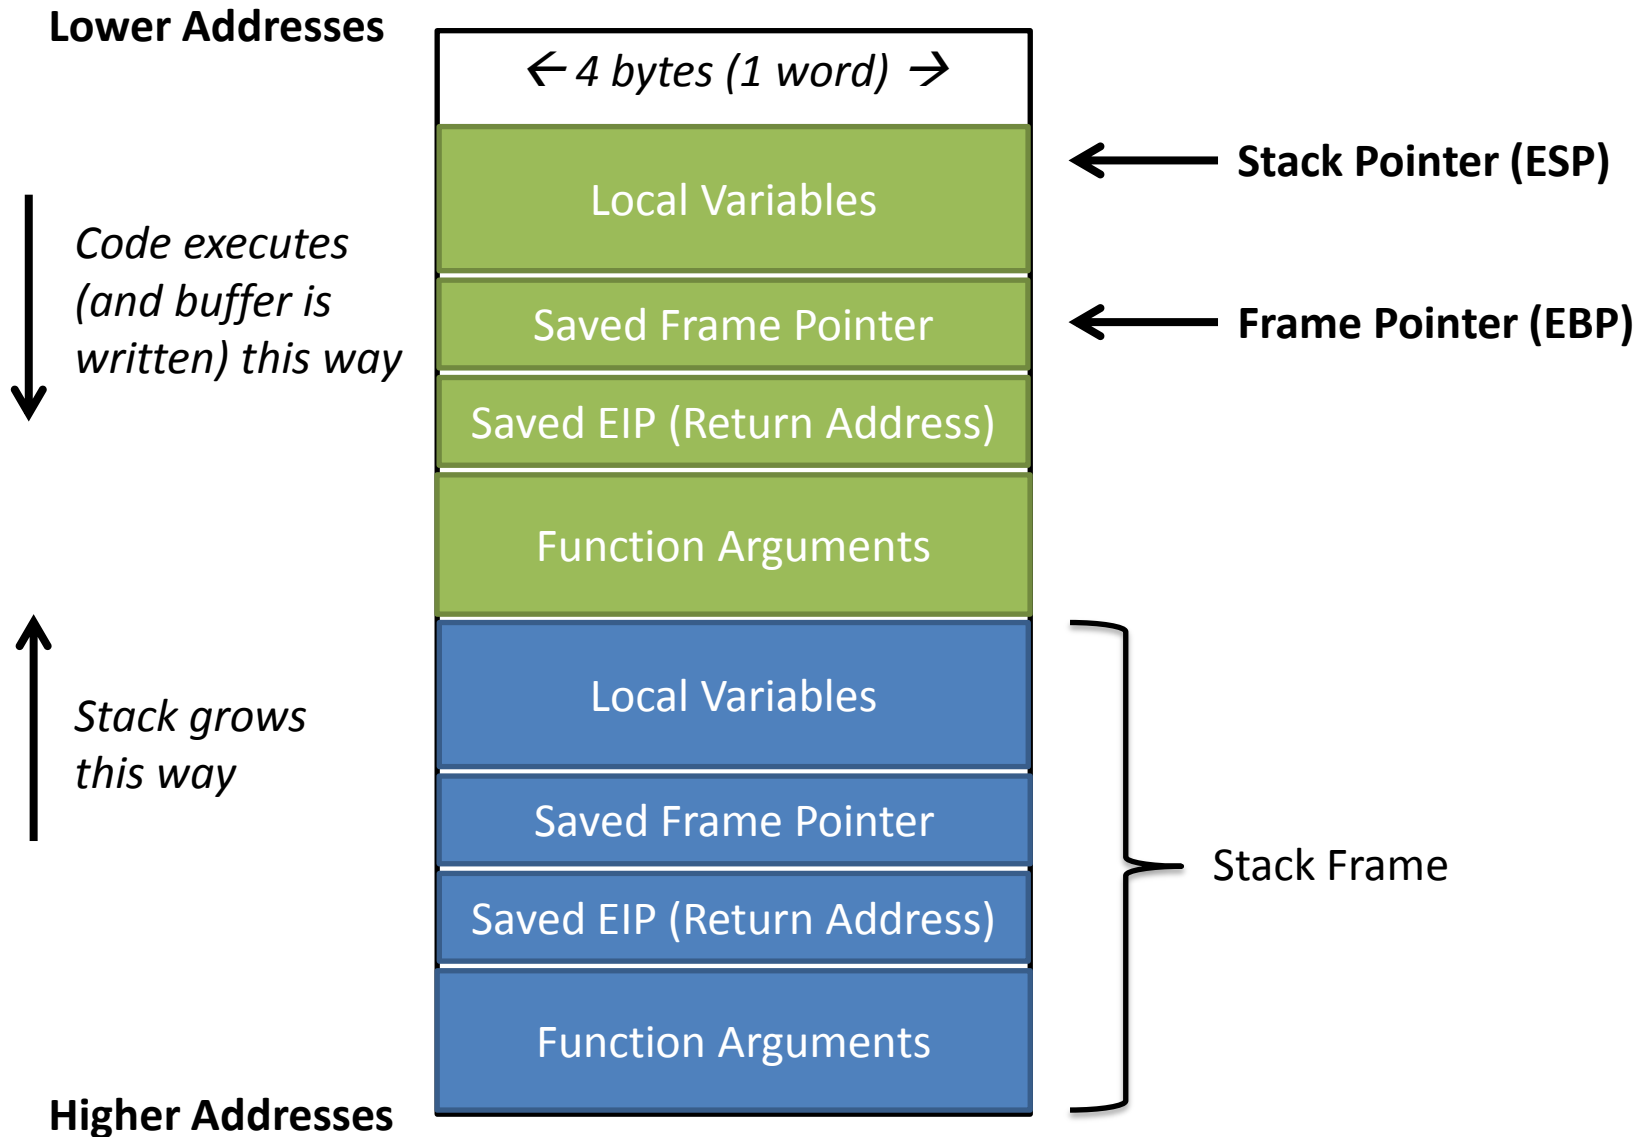 Lower Addresses
← 4 bytes (1 word) →
Local Variables
Stack Pointer (ESP)
Code executes
(and buffer is
written) this way
Saved Frame Pointer
Frame Pointer (EBP)
Saved EIP (Return Address)
Function Arguments
Local Variables
Stack grows
this way
Saved Frame Pointer
Stack Frame
Saved EIP (Return Address)
Function Arguments
Higher Addresses